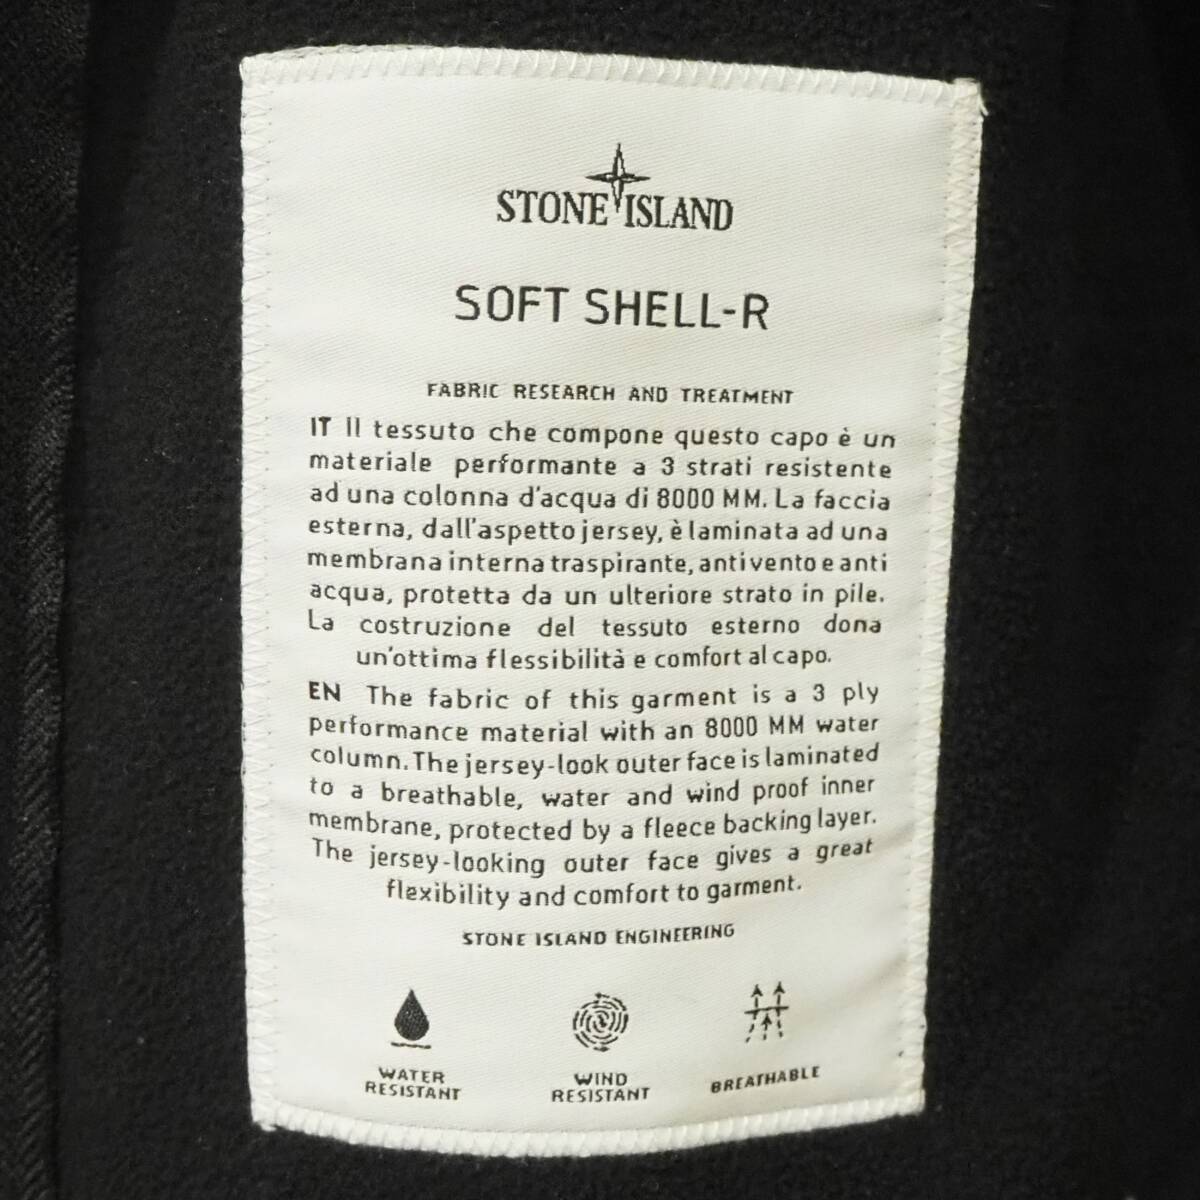 STONE ISLAND
SOFT SHELL-R
FABRIC RESEARCH AND TREATMENT
IT Il tessuto che compone questo capo è un
materiale performante a 3 strati resistente
ad una colonna d'acqua di 8000 MM. La faccia
esterna, dall'aspetto jersey, è laminata ad una
membrana interna traspirante, antivento e anti
acqua, protetta da un ulteriore strato in pile.
La costruzione del tessuto esterno dona
un'ottima flessibilità e comfort al capo.
EN The fabric of this garment is a 3 ply
performance material with an 8000 MM water
column. The jersey-look outer face is laminated
to a breathable, water and wind proof inner
membrane, protected by a fleece backing layer.
The jersey-looking outer face gives a great
flexibility and comfort to garment.
STONE ISLAND ENGINEERING
WATER WIND BREATHABLE
RESISTANT RESISTANT